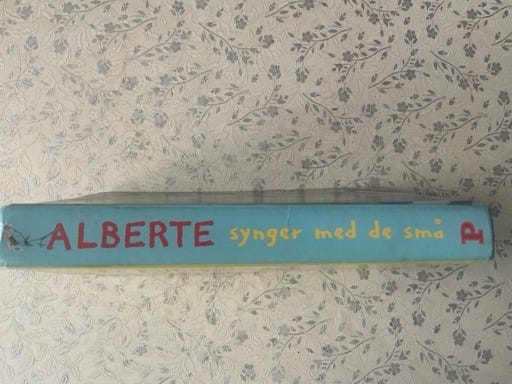 ALBERTE synger med de små P